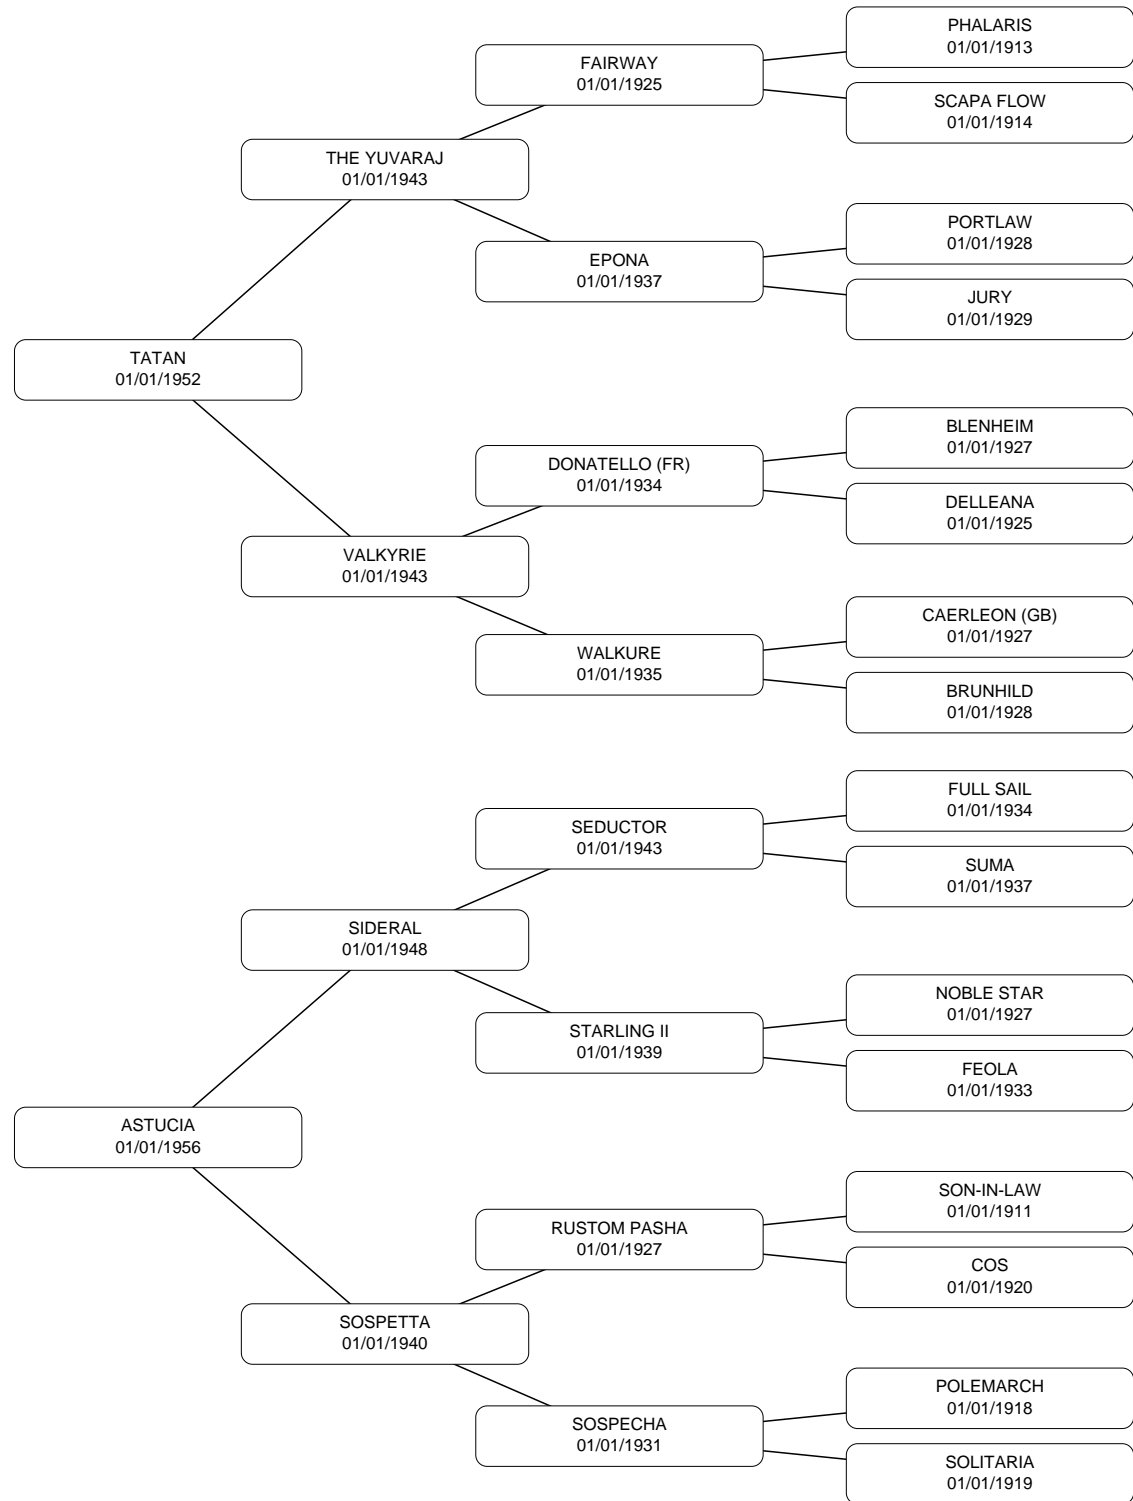 PHALARIS
01/01/1913
FAIRWAY
01/01/1925
SCAPA FLOW
01/01/1914
THE YUVARAJ
01/01/1943
PORTLAW
01/01/1928
EPONA
01/01/1937
JURY
01/01/1929
TATAN
01/01/1952
BLENHEIM
01/01/1927
DONATELLO (FR)
01/01/1934
DELLEANA
01/01/1925
VALKYRIE
01/01/1943
CAERLEON (GB)
01/01/1927
WALKURE
01/01/1935
BRUNHILD
01/01/1928
FULL SAIL
01/01/1934
SEDUCTOR
01/01/1943
SUMA
01/01/1937
SIDERAL
01/01/1948
NOBLE STAR
01/01/1927
STARLING II
01/01/1939
FEOLA
01/01/1933
ASTUCIA
01/01/1956
SON-IN-LAW
01/01/1911
RUSTOM PASHA
01/01/1927
COS
01/01/1920
SOSPETTA
01/01/1940
POLEMARCH
01/01/1918
SOSPECHA
01/01/1931
SOLITARIA
01/01/1919